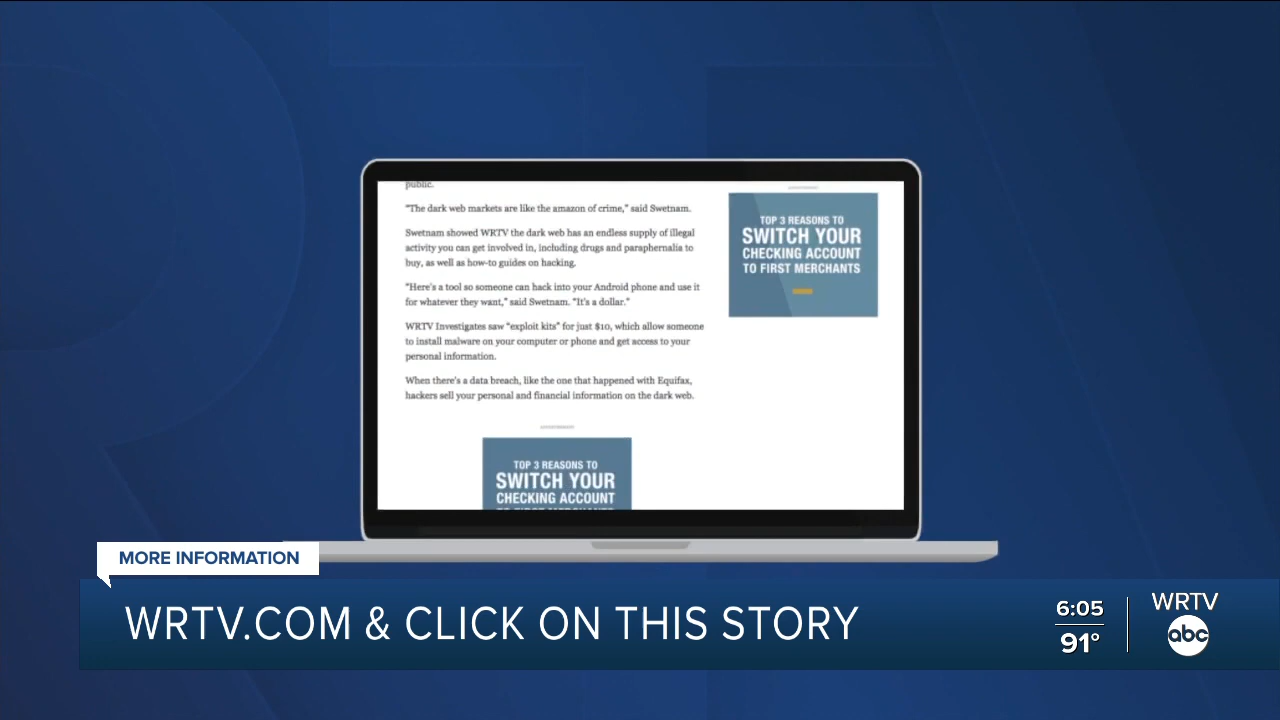 public.
"The dark web markets are like the amazon of crime," said Swetnam.
Swetnam showed WRTV the dark web has an endless supply of illegal
activity you can get involved in, including drugs and paraphernalia to
buy, as well as how-to guides on hacking.
"Here's a tool so someone can hack into your Android phone and use it
for whatever they want," said Swetnam. "It's a dollar."
WRTV Investigates saw "exploit kits" for just $10, which allow someone
to install malware on your computer or phone and get access to your
personal information.
When there's a data breach, like the one that happened with Equifax,
hackers sell your personal and financial information on the dark web.
ADVERTISEMENT
TOP 3 REASONS TO
SWITCH YOUR
CHECKING ACCOUNT
TO FIRST MERCHANTS
ADVERTISEMENT
TOP 3 REASONS TO
SWITCH YOUR
CHECKING ACCOUNT
TO FIRST MERCHANTS
MORE INFORMATION
WRTV.COM & CLICK ON THIS STORY
6:05
91°
WRTV
abc